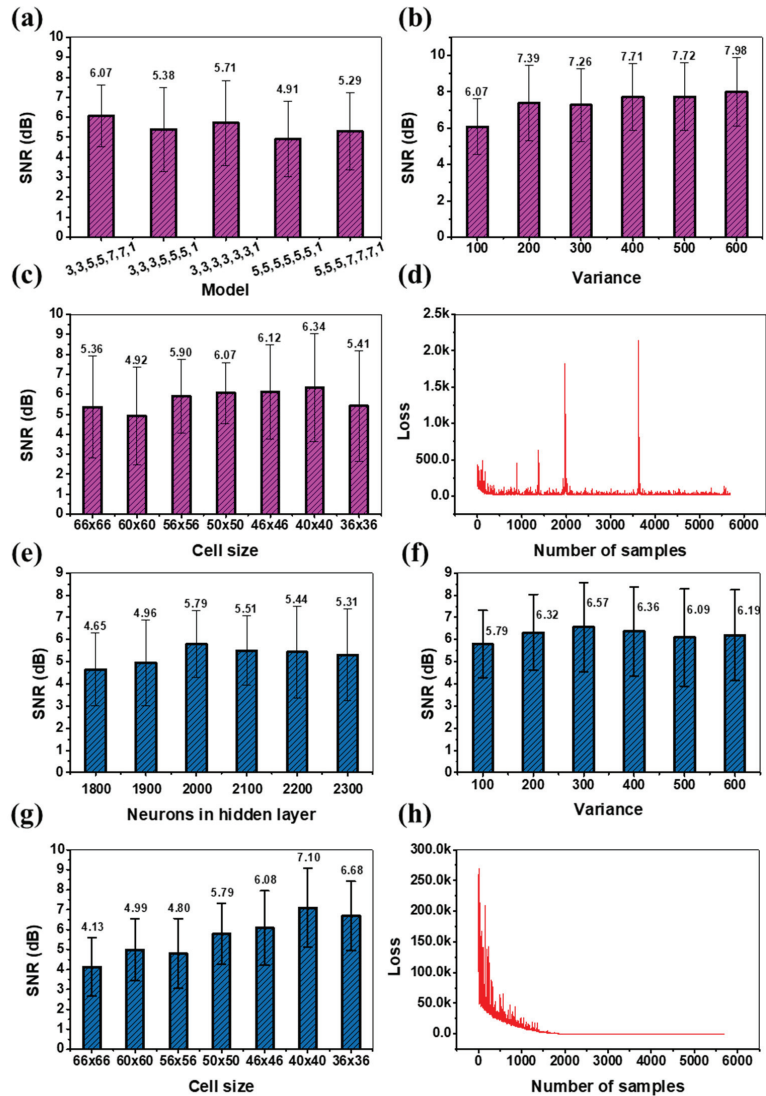 (a)
10
9
8
7
6
5
4
3
2
1
0
SNR (dB)
6.07 5.38 5.71 4.91 5.29
3,3,5,5,7,7,1 3,3,3,5,5,5,1 3,3,3,3,3,3,1 5,5,5,5,5,5,1 5,5,5,7,7,7,1
Model
(b)
10
8
6
4
2
0
SNR (dB)
6.07 7.39 7.26 7.71 7.72 7.98
100 200 300 400 500 600
Variance
(c)
10
9
8
7
6
5
4
3
2
1
0
SNR (dB)
5.36 4.92 5.90 6.07 6.12 6.34 5.41
66x66 60x60 56x56 50x50 46x46 40x40 36x36
Cell size
(d)
2.5k
2.0k
1.5k
1.0k
500.0
0.0
Loss
0 1000 2000 3000 4000 5000 6000
Number of samples
(e)
9
8
7
6
5
4
3
2
1
0
SNR (dB)
4.65 4.96 5.79 5.51 5.44 5.31
1800 1900 2000 2100 2200 2300
Neurons in hidden layer
(f)
9
8
7
6
5
4
3
2
1
0
SNR (dB)
5.79 6.32 6.57 6.36 6.09 6.19
100 200 300 400 500 600
Variance
(g)
10
9
8
7
6
5
4
3
2
1
0
SNR (dB)
4.13 4.99 4.80 5.79 6.08 7.10 6.68
66x66 60x60 56x56 50x50 46x46 40x40 36x36
Cell size
(h)
300.0k
250.0k
200.0k
150.0k
100.0k
50.0k
0.0
Loss
0 1000 2000 3000 4000 5000 6000
Number of samples